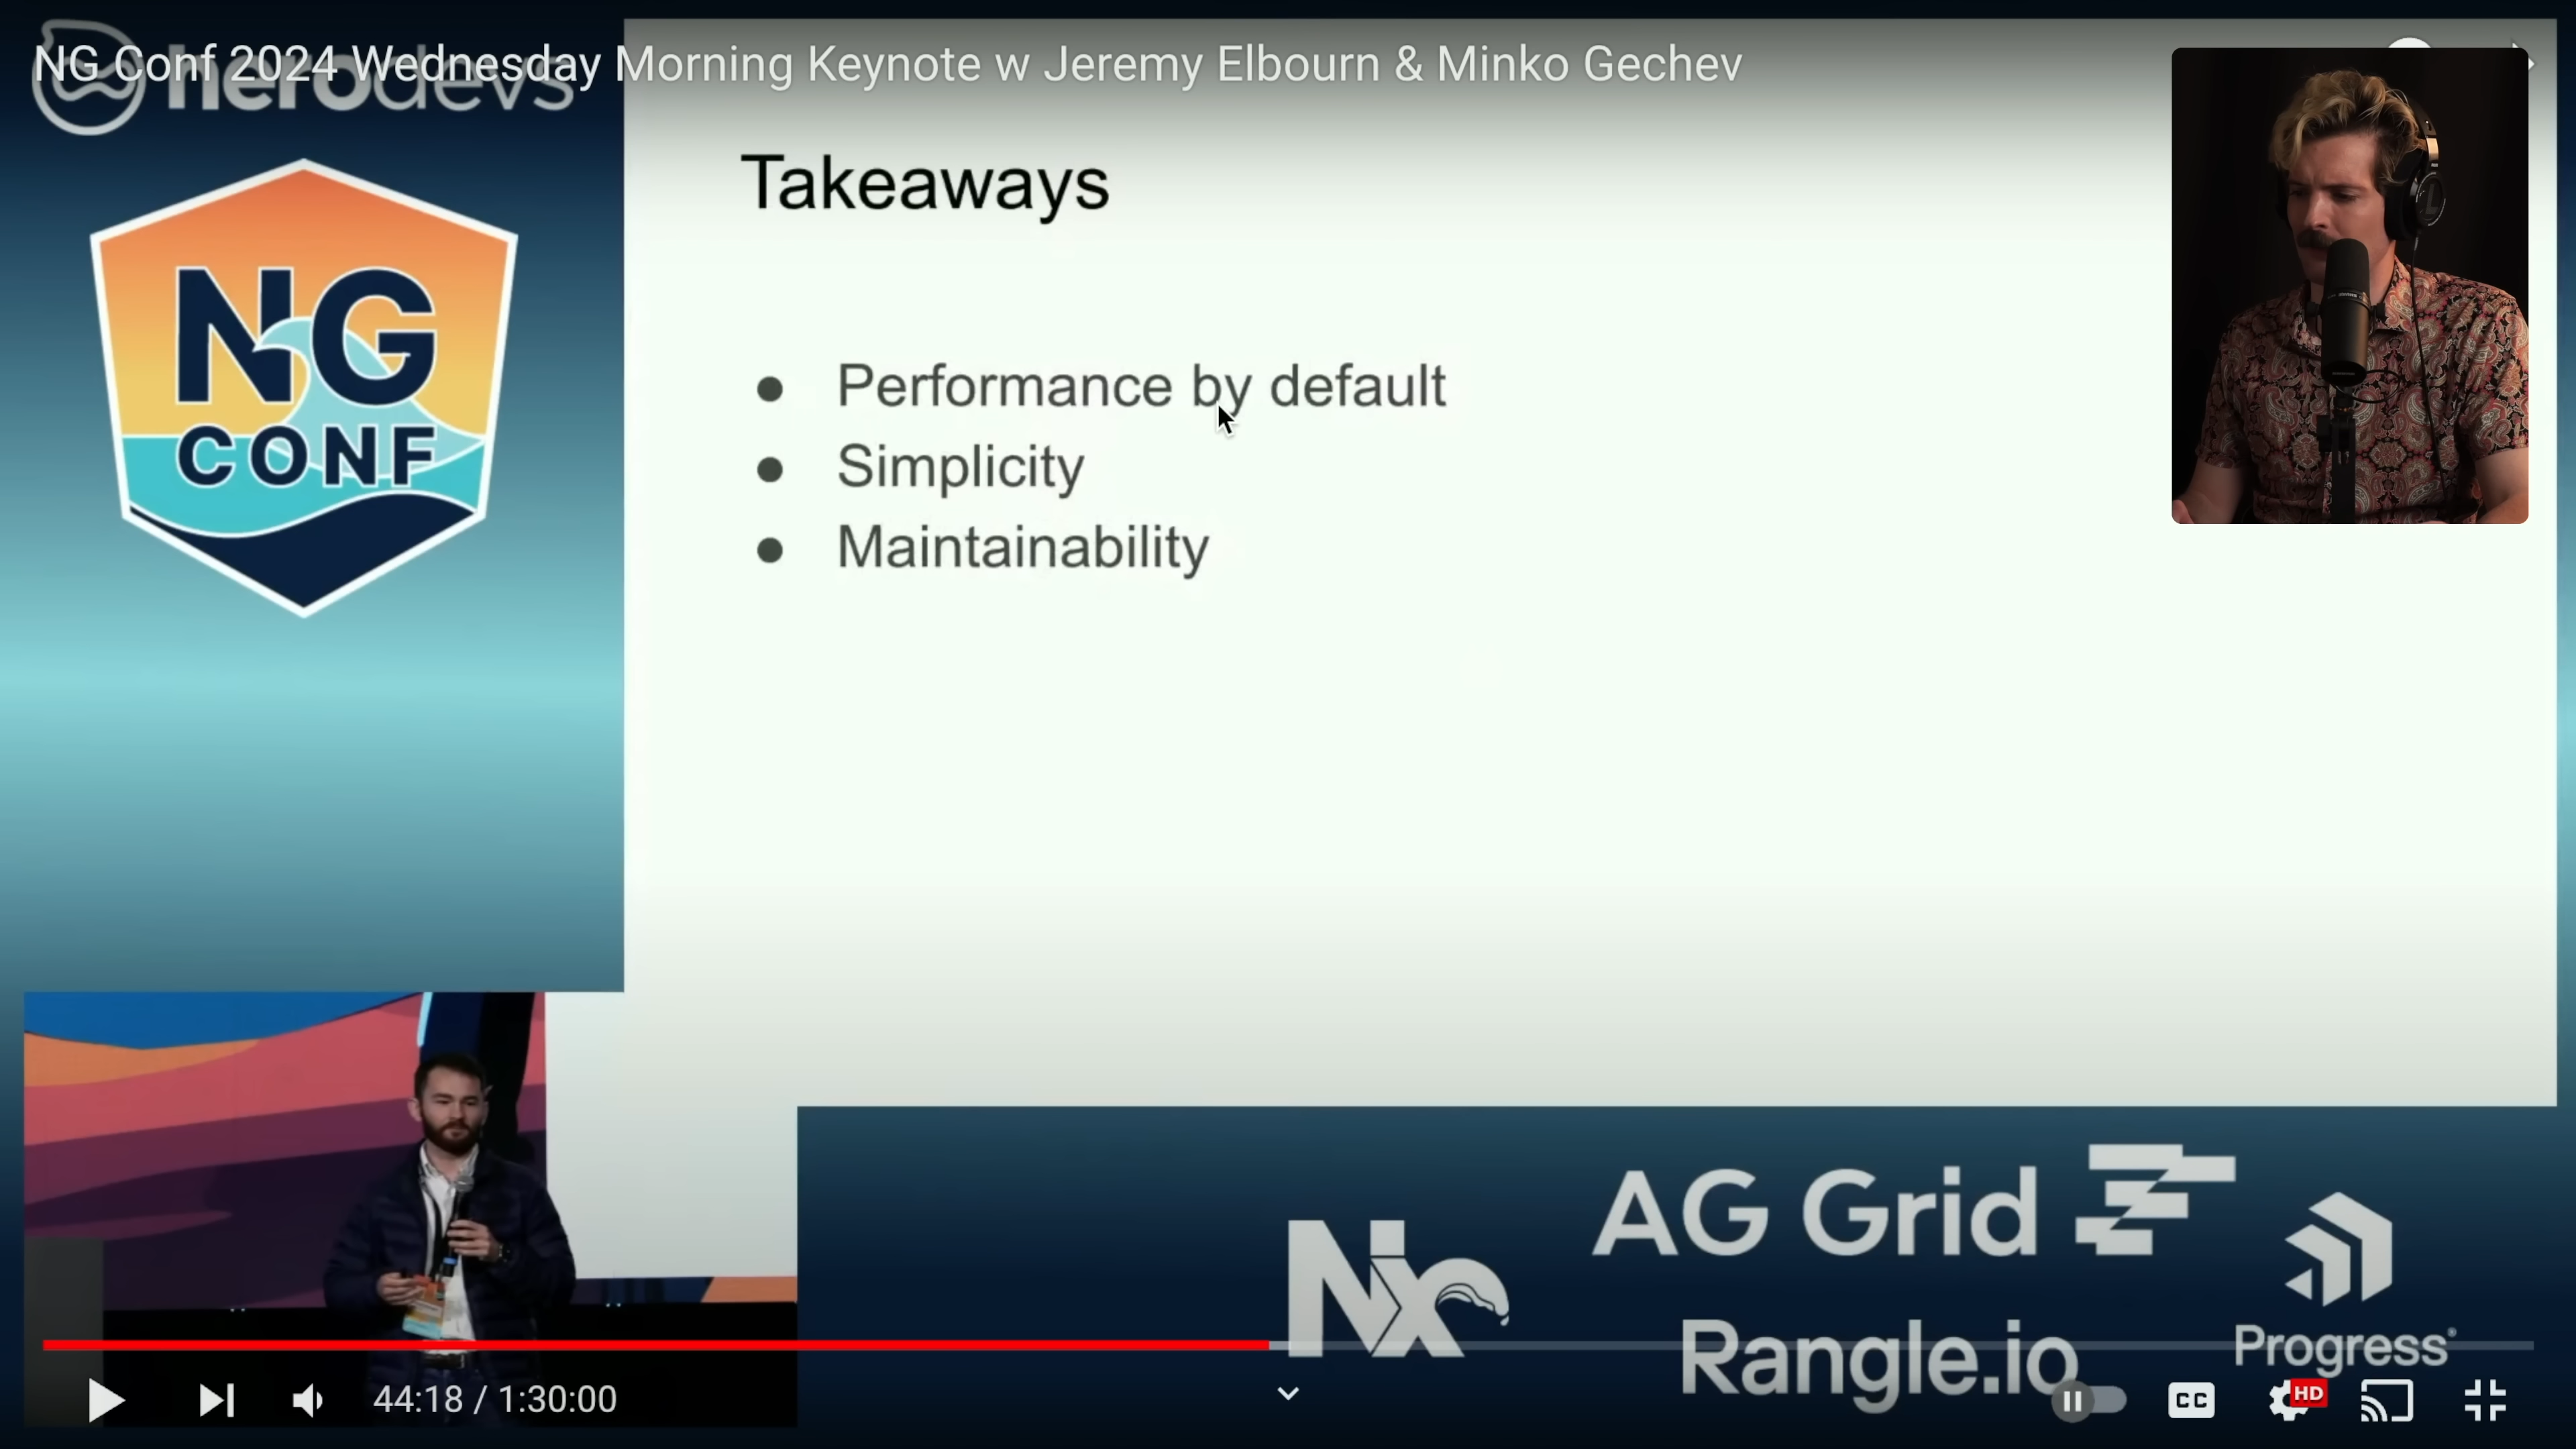 NG Conf 2024 Wednesday Morning Keynote w Jeremy Elbourn & Minko Gechev
herodevs
NG
CONF
Takeaways
● Performance by default
● Simplicity
● Maintainability
Nx
AG Grid
Rangle.io
Progress®
44:18 / 1:30:00
CC
HD